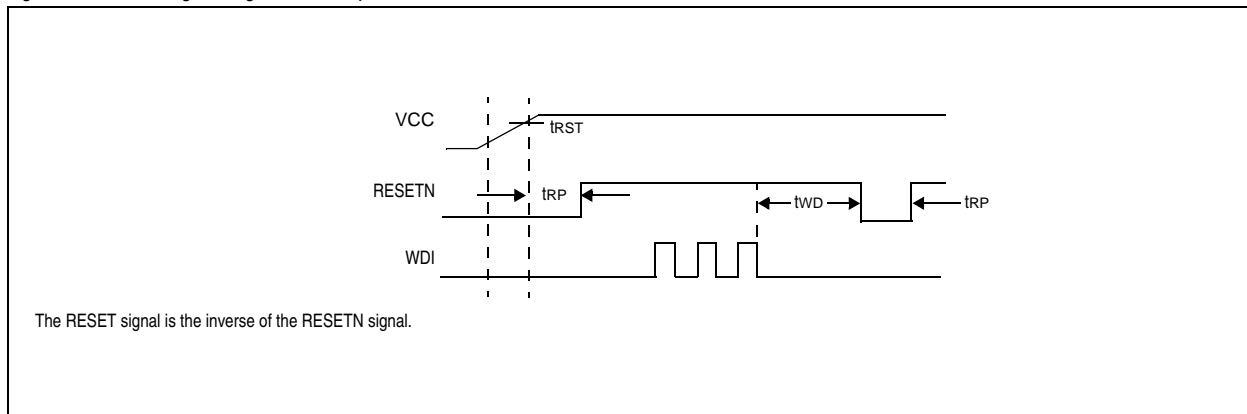 VCC
tRST
RESETN
tRP
tWD
tRP
WDI
The RESET signal is the inverse of the RESETN signal.